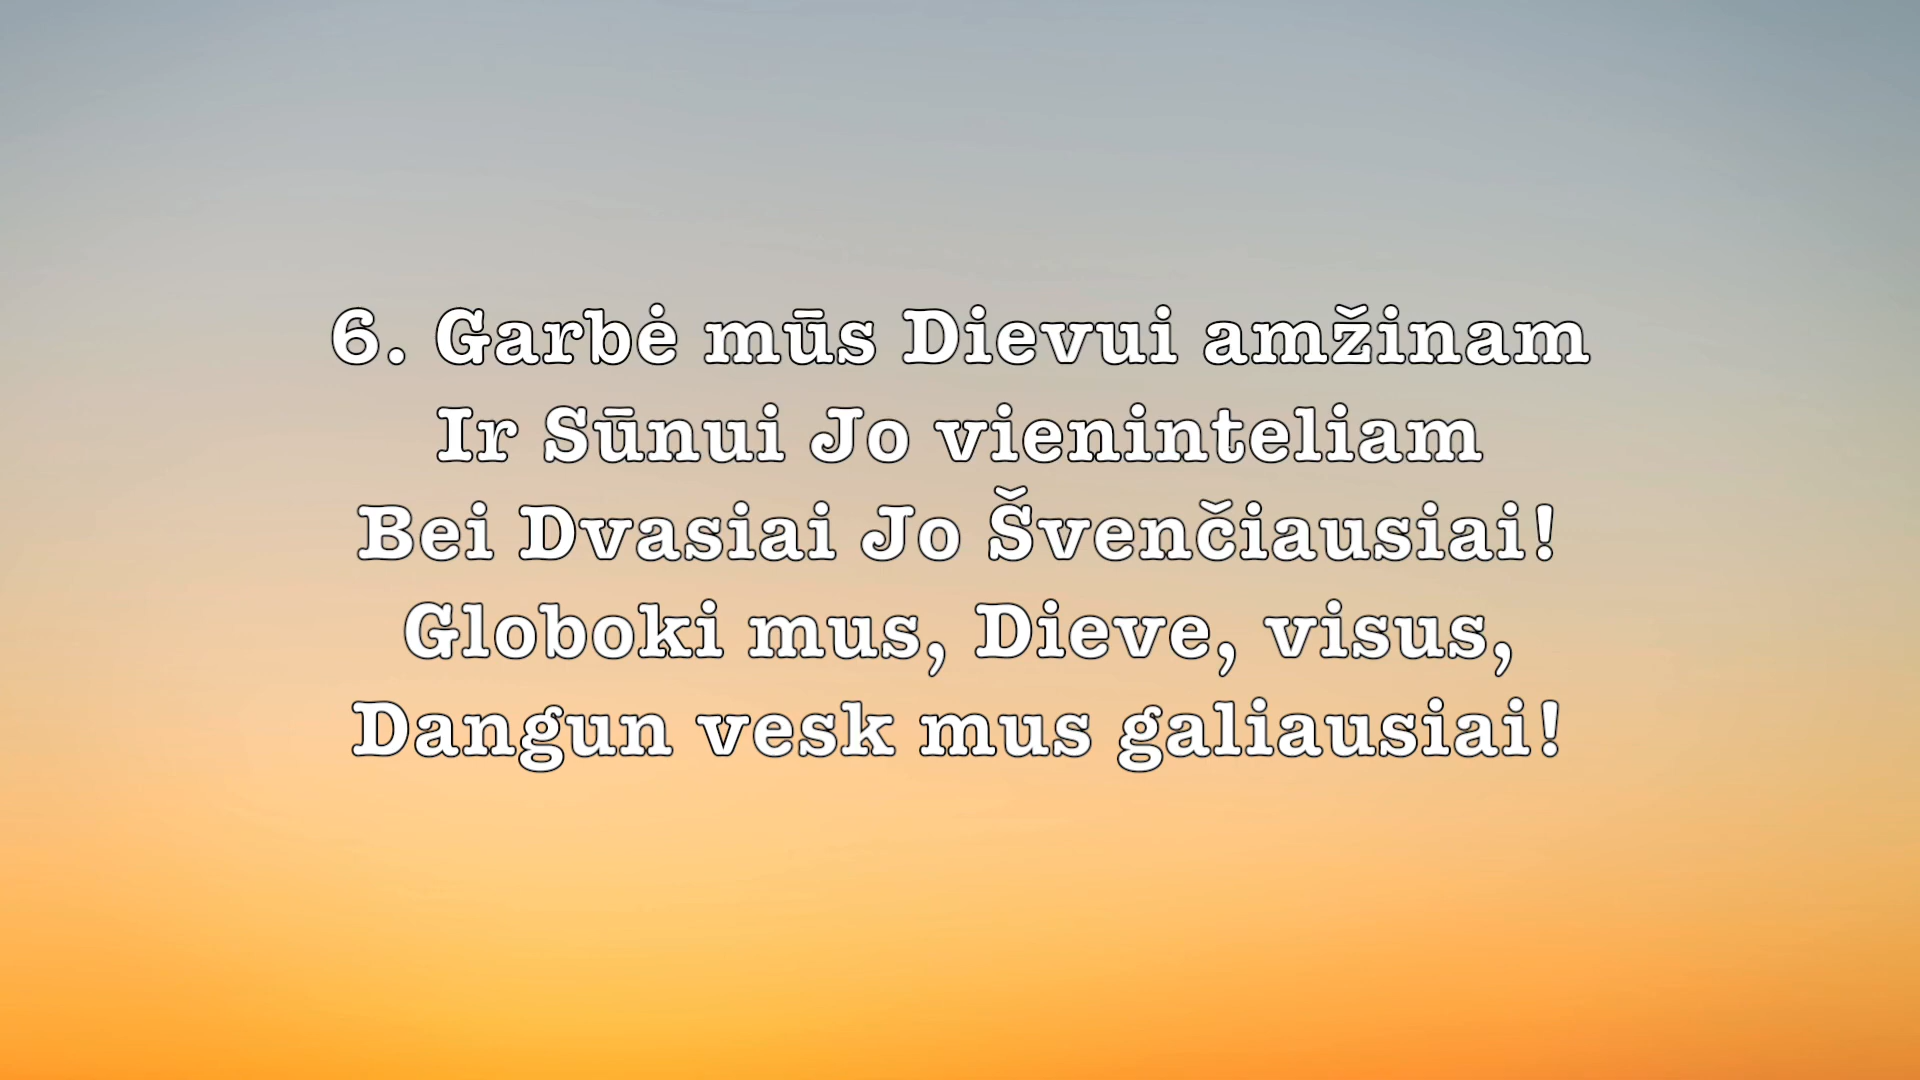 6. Garbė mūs Dievui amžinam
Ir Sūnui Jo vieninteliam
Bei Dvasiai Jo Švenčiausiai!
Globoki mus, Dieve, visus,
Dangun vesk mus galiausiai!